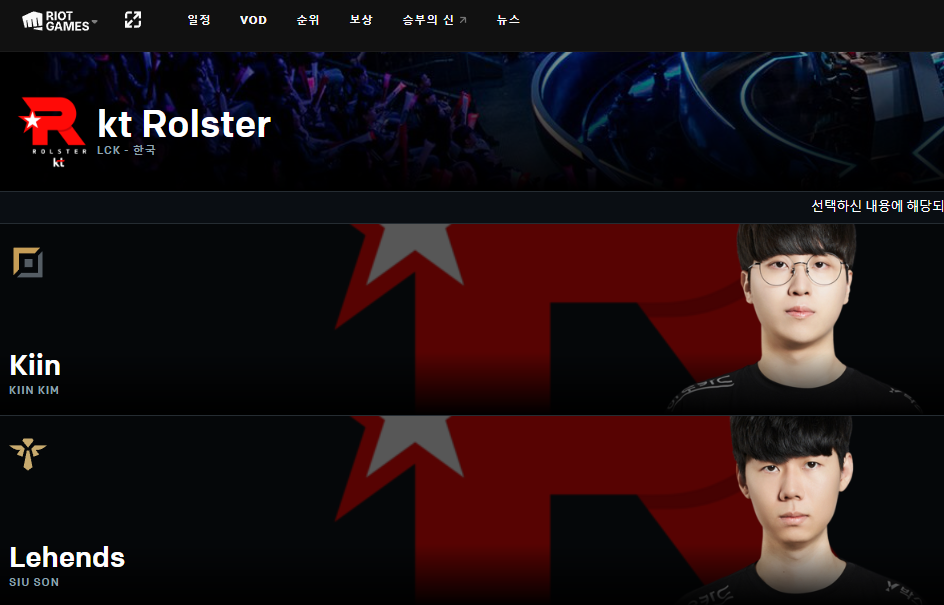 RIOT GAMES 일정 VOD 순위 보상 승부의 신 뉴스
ROLSTER
kt
kt Rolster
LCK - 한국
선택하신 내용에 해당되
Kiin
KIIN KIM
Lehends
SIU SON